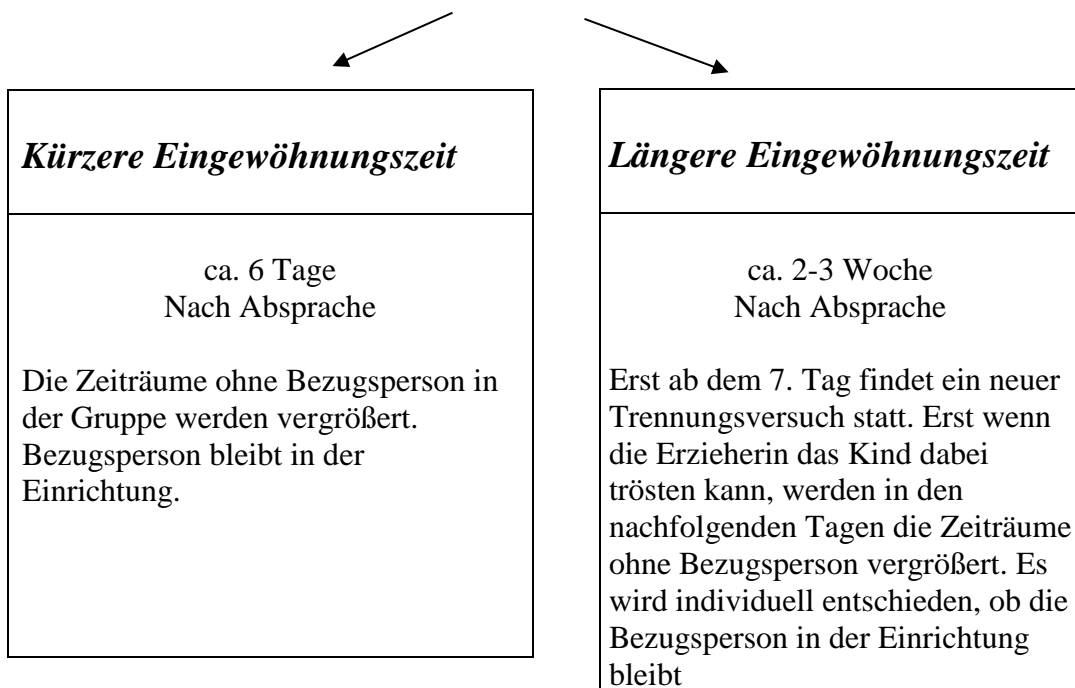 Kürzere Eingewöhnungszeit
ca. 6 Tage
Nach Absprache
Die Zeiträume ohne Bezugsperson in
der Gruppe werden vergrößert.
Bezugsperson bleibt in der
Einrichtung.
Längere Eingewöhnungszeit
ca. 2-3 Woche
Nach Absprache
Erst ab dem 7. Tag findet ein neuer
Trennungsversuch statt. Erst wenn
die Erzieherin das Kind dabei
trösten kann, werden in den
nachfolgenden Tagen die Zeiträume
ohne Bezugsperson vergrößert. Es
wird individuell entschieden, ob die
Bezugsperson in der Einrichtung
bleibt